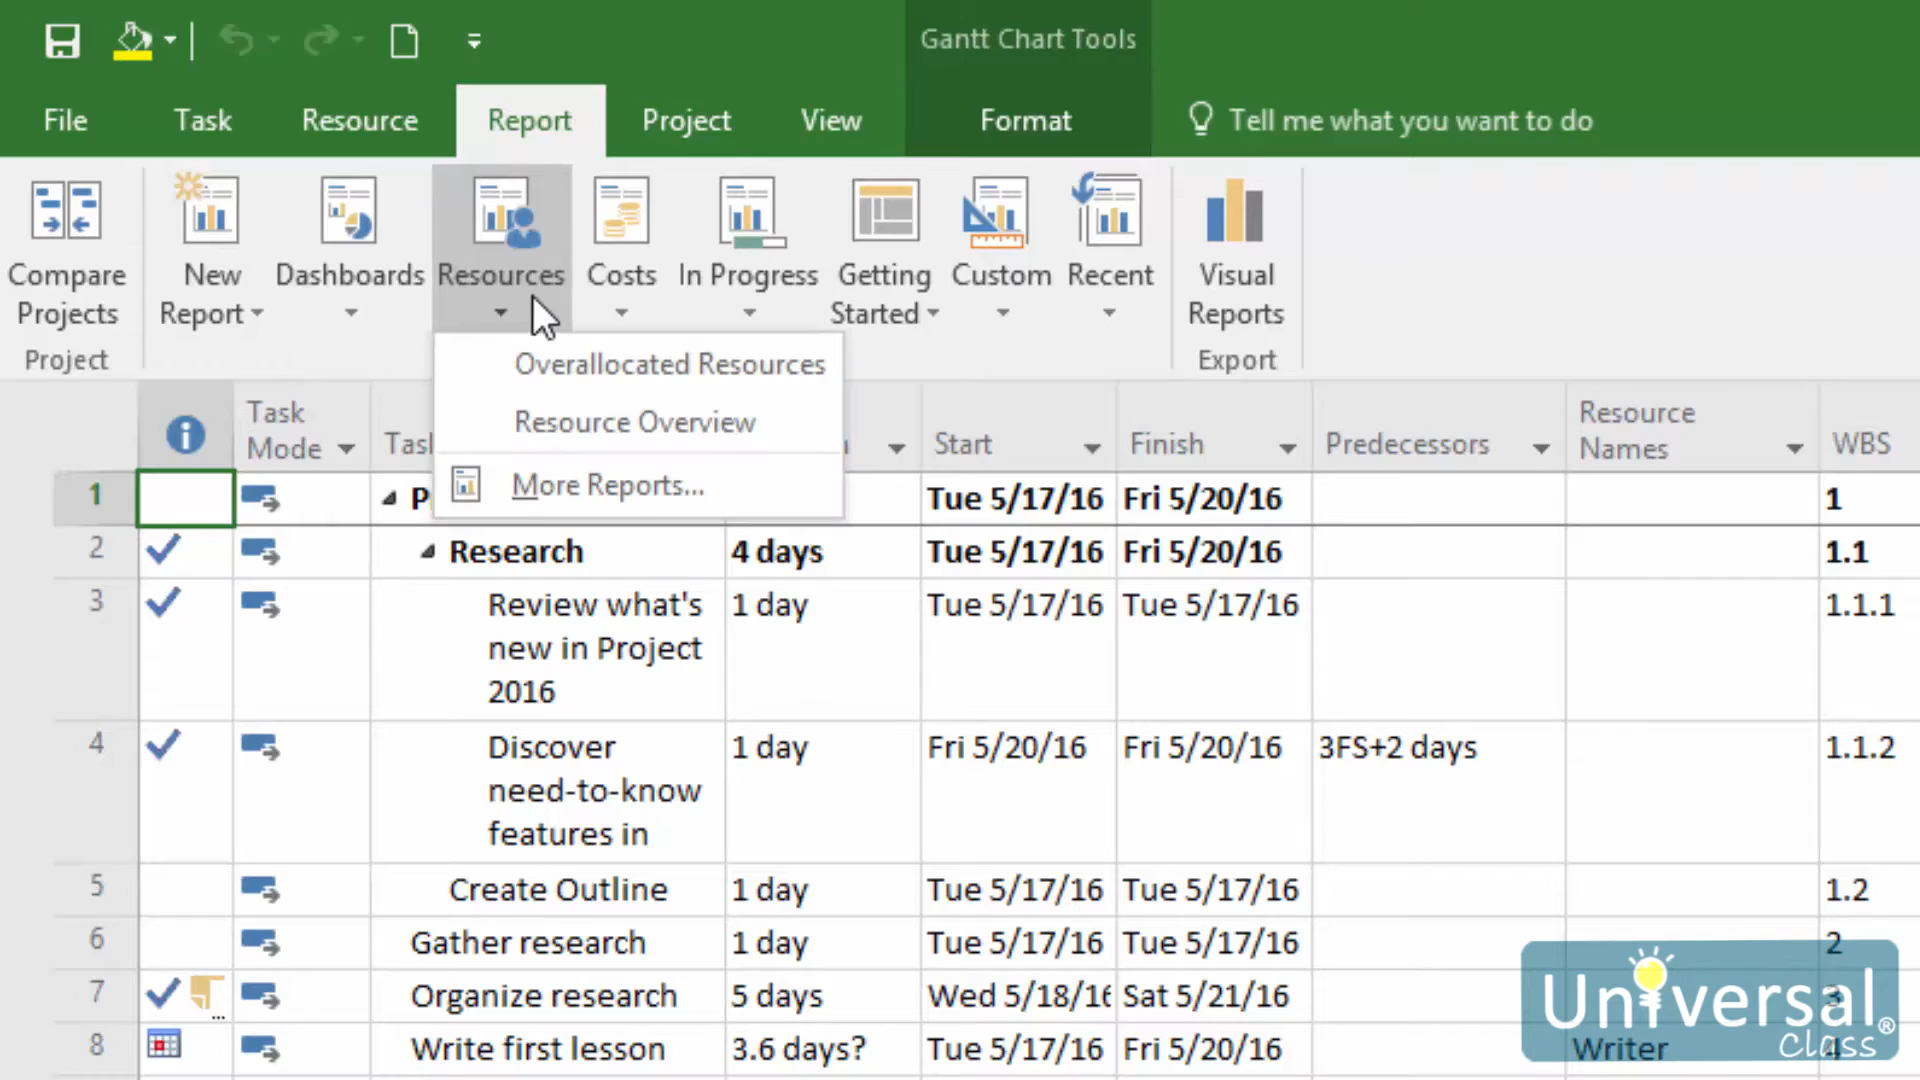 Gantt Chart Tools
File Task Resource Report Project View Format Tell me what you want to do
Compare Projects
New Report
Dashboards
Resources
Costs
In Progress
Getting Started
Custom
Recent
Visual Reports
Project
Export
Overallocated Resources
Resource Overview
More Reports...
Task Mode
Start
Finish
Predecessors
Resource Names
WBS
1 Tue 5/17/16 Fri 5/20/16 1
2 Research 4 days Tue 5/17/16 Fri 5/20/16 1.1
3 Review what's 1 day Tue 5/17/16 Tue 5/17/16 1.1.1
new in Project
2016
4 Discover 1 day Fri 5/20/16 Fri 5/20/16 3FS+2 days 1.1.2
need-to-know
features in
5 Create Outline 1 day Tue 5/17/16 Tue 5/17/16 1.2
6 Gather research 1 day Tue 5/17/16 Tue 5/17/16 2
7 Organize research 5 days Wed 5/18/16 Sat 5/21/16 3
8 Write first lesson 3.6 days? Tue 5/17/16 Fri 5/20/16 Writer 4
Universal®
Class